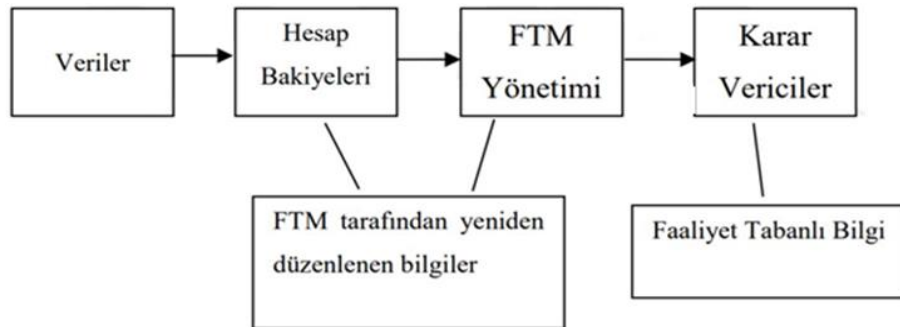 Veriler
Hesap
Bakiyeleri
FTM
Yönetimi
Karar
Vericiler
FTM tarafından yeniden
düzenlenen bilgiler
Faaliyet Tabanlı Bilgi